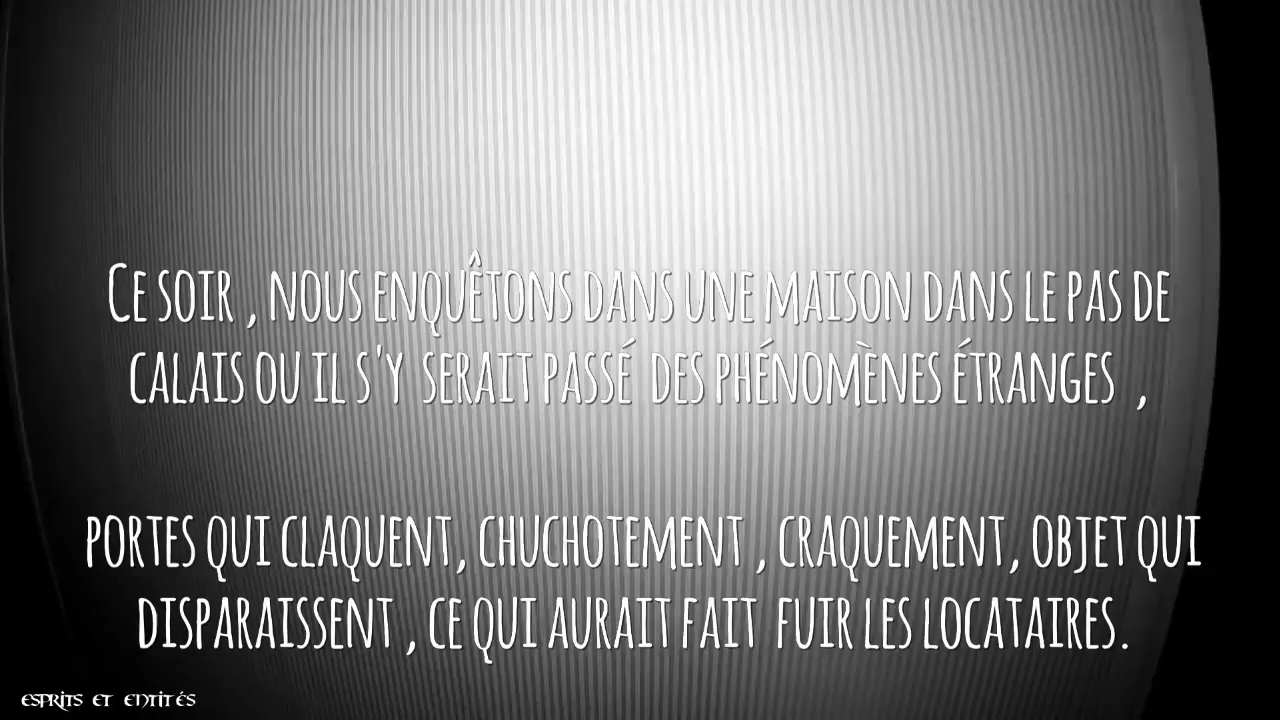 Ce soir , nous enquêtons dans une maison dans le pas de
calais ou il s'y serait passé des phénomènes étranges ,
portes qui claquent, chuchotement , craquement, objet qui
disparaissent , ce qui aurait fait fuir les locataires.
esprits et entités